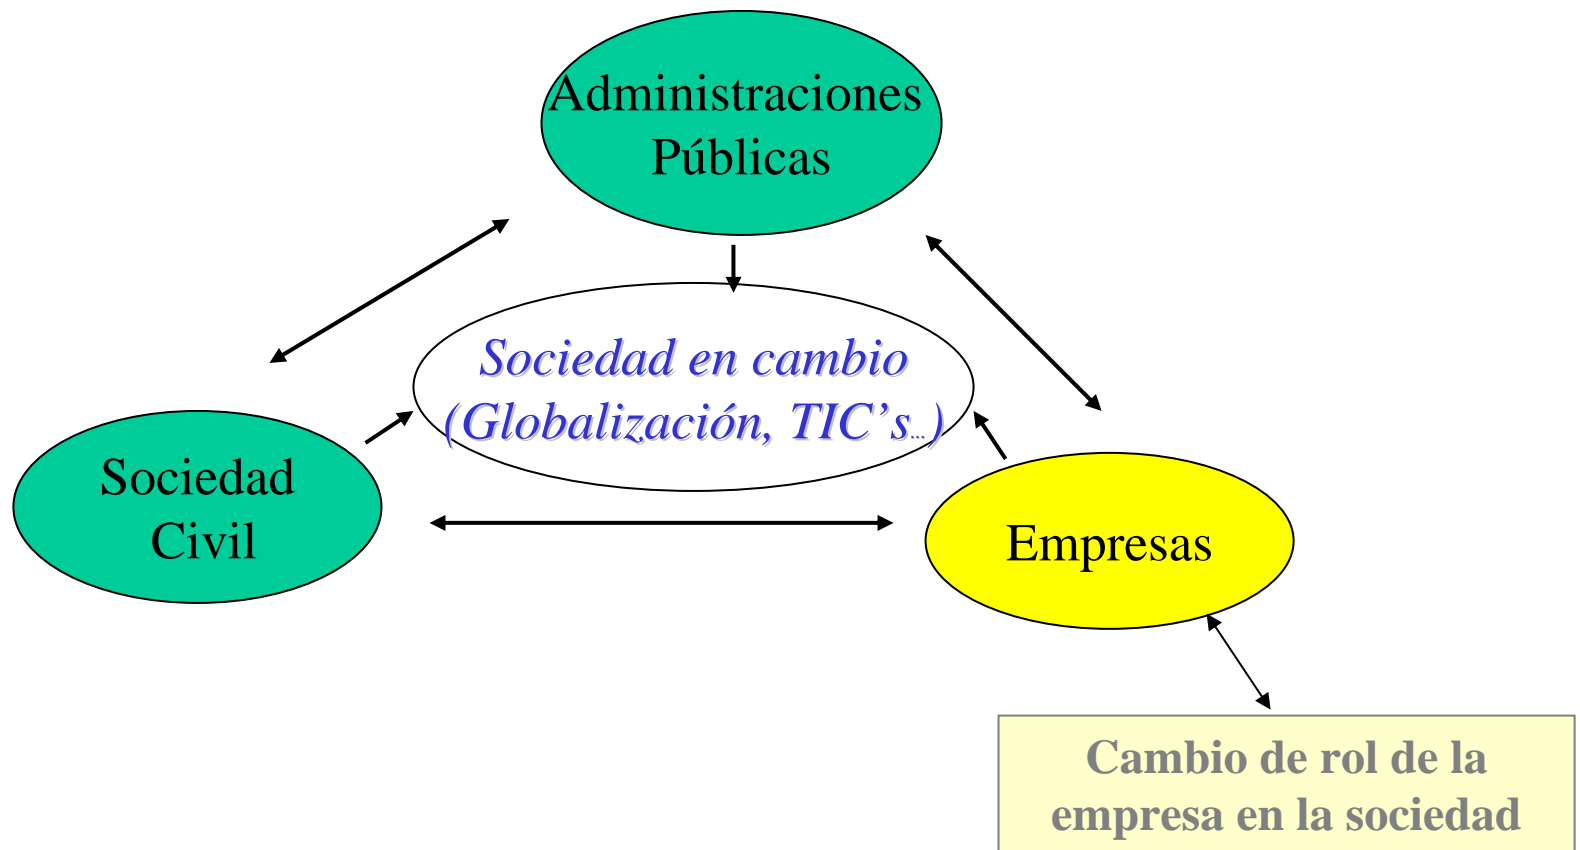 Administraciones
Públicas
Sociedad en cambio
(Globalización, TIC’s...)
Sociedad
Civil
Empresas
Cambio de rol de la
empresa en la sociedad